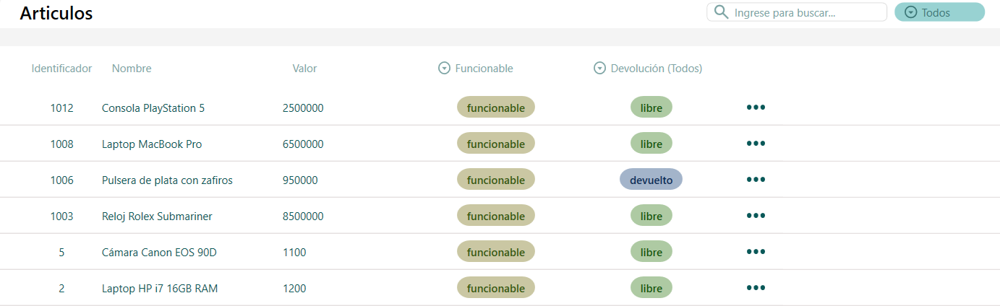 Articulos
Ingrese para buscar...
Todos
Identificador Nombre Valor Funcionable Devolución (Todos)
1012 Consola PlayStation 5 2500000 funcionable libre
1008 Laptop MacBook Pro 6500000 funcionable libre
1006 Pulsera de plata con zafiros 950000 funcionable devuelto
1003 Reloj Rolex Submariner 8500000 funcionable libre
5 Cámara Canon EOS 90D 1100 funcionable libre
2 Laptop HP i7 16GB RAM 1200 funcionable libre